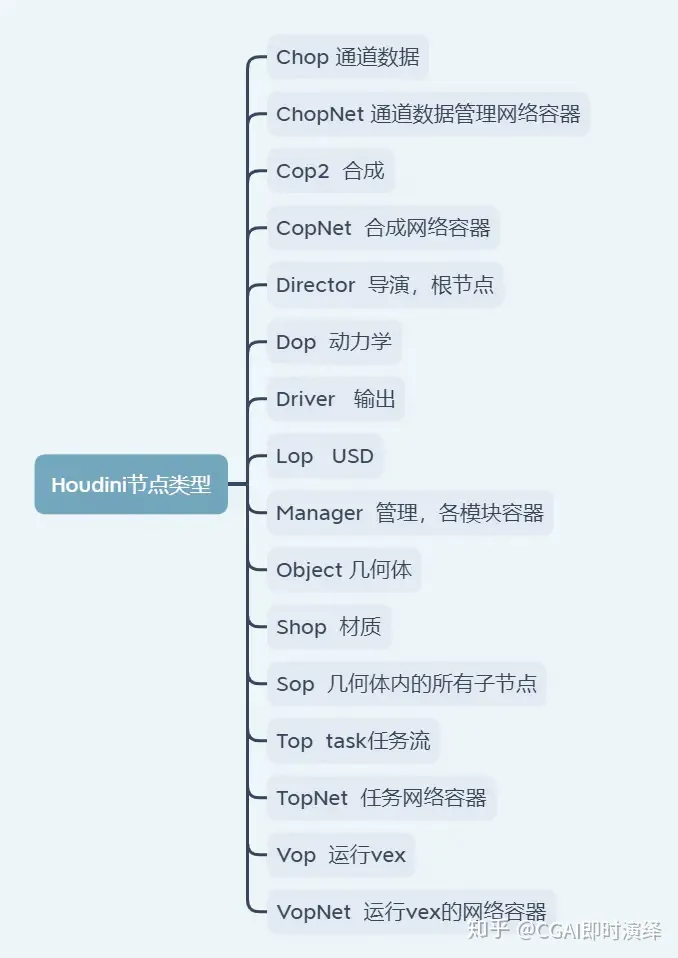 Chop 通道数据
ChopNet 通道数据管理网络容器
Cop2 合成
CopNet 合成网络容器
Director 导演，根节点
Dop 动力学
Driver 输出
Lop USD
Houdini节点类型
Manager 管理，各模块容器
Object 几何体
Shop 材质
Sop 几何体内的所有子节点
Top task任务流
TopNet 任务网络容器
Vop 运行vex
VopNet 运行vex的网络容器
知乎 @CGAI即时演绎